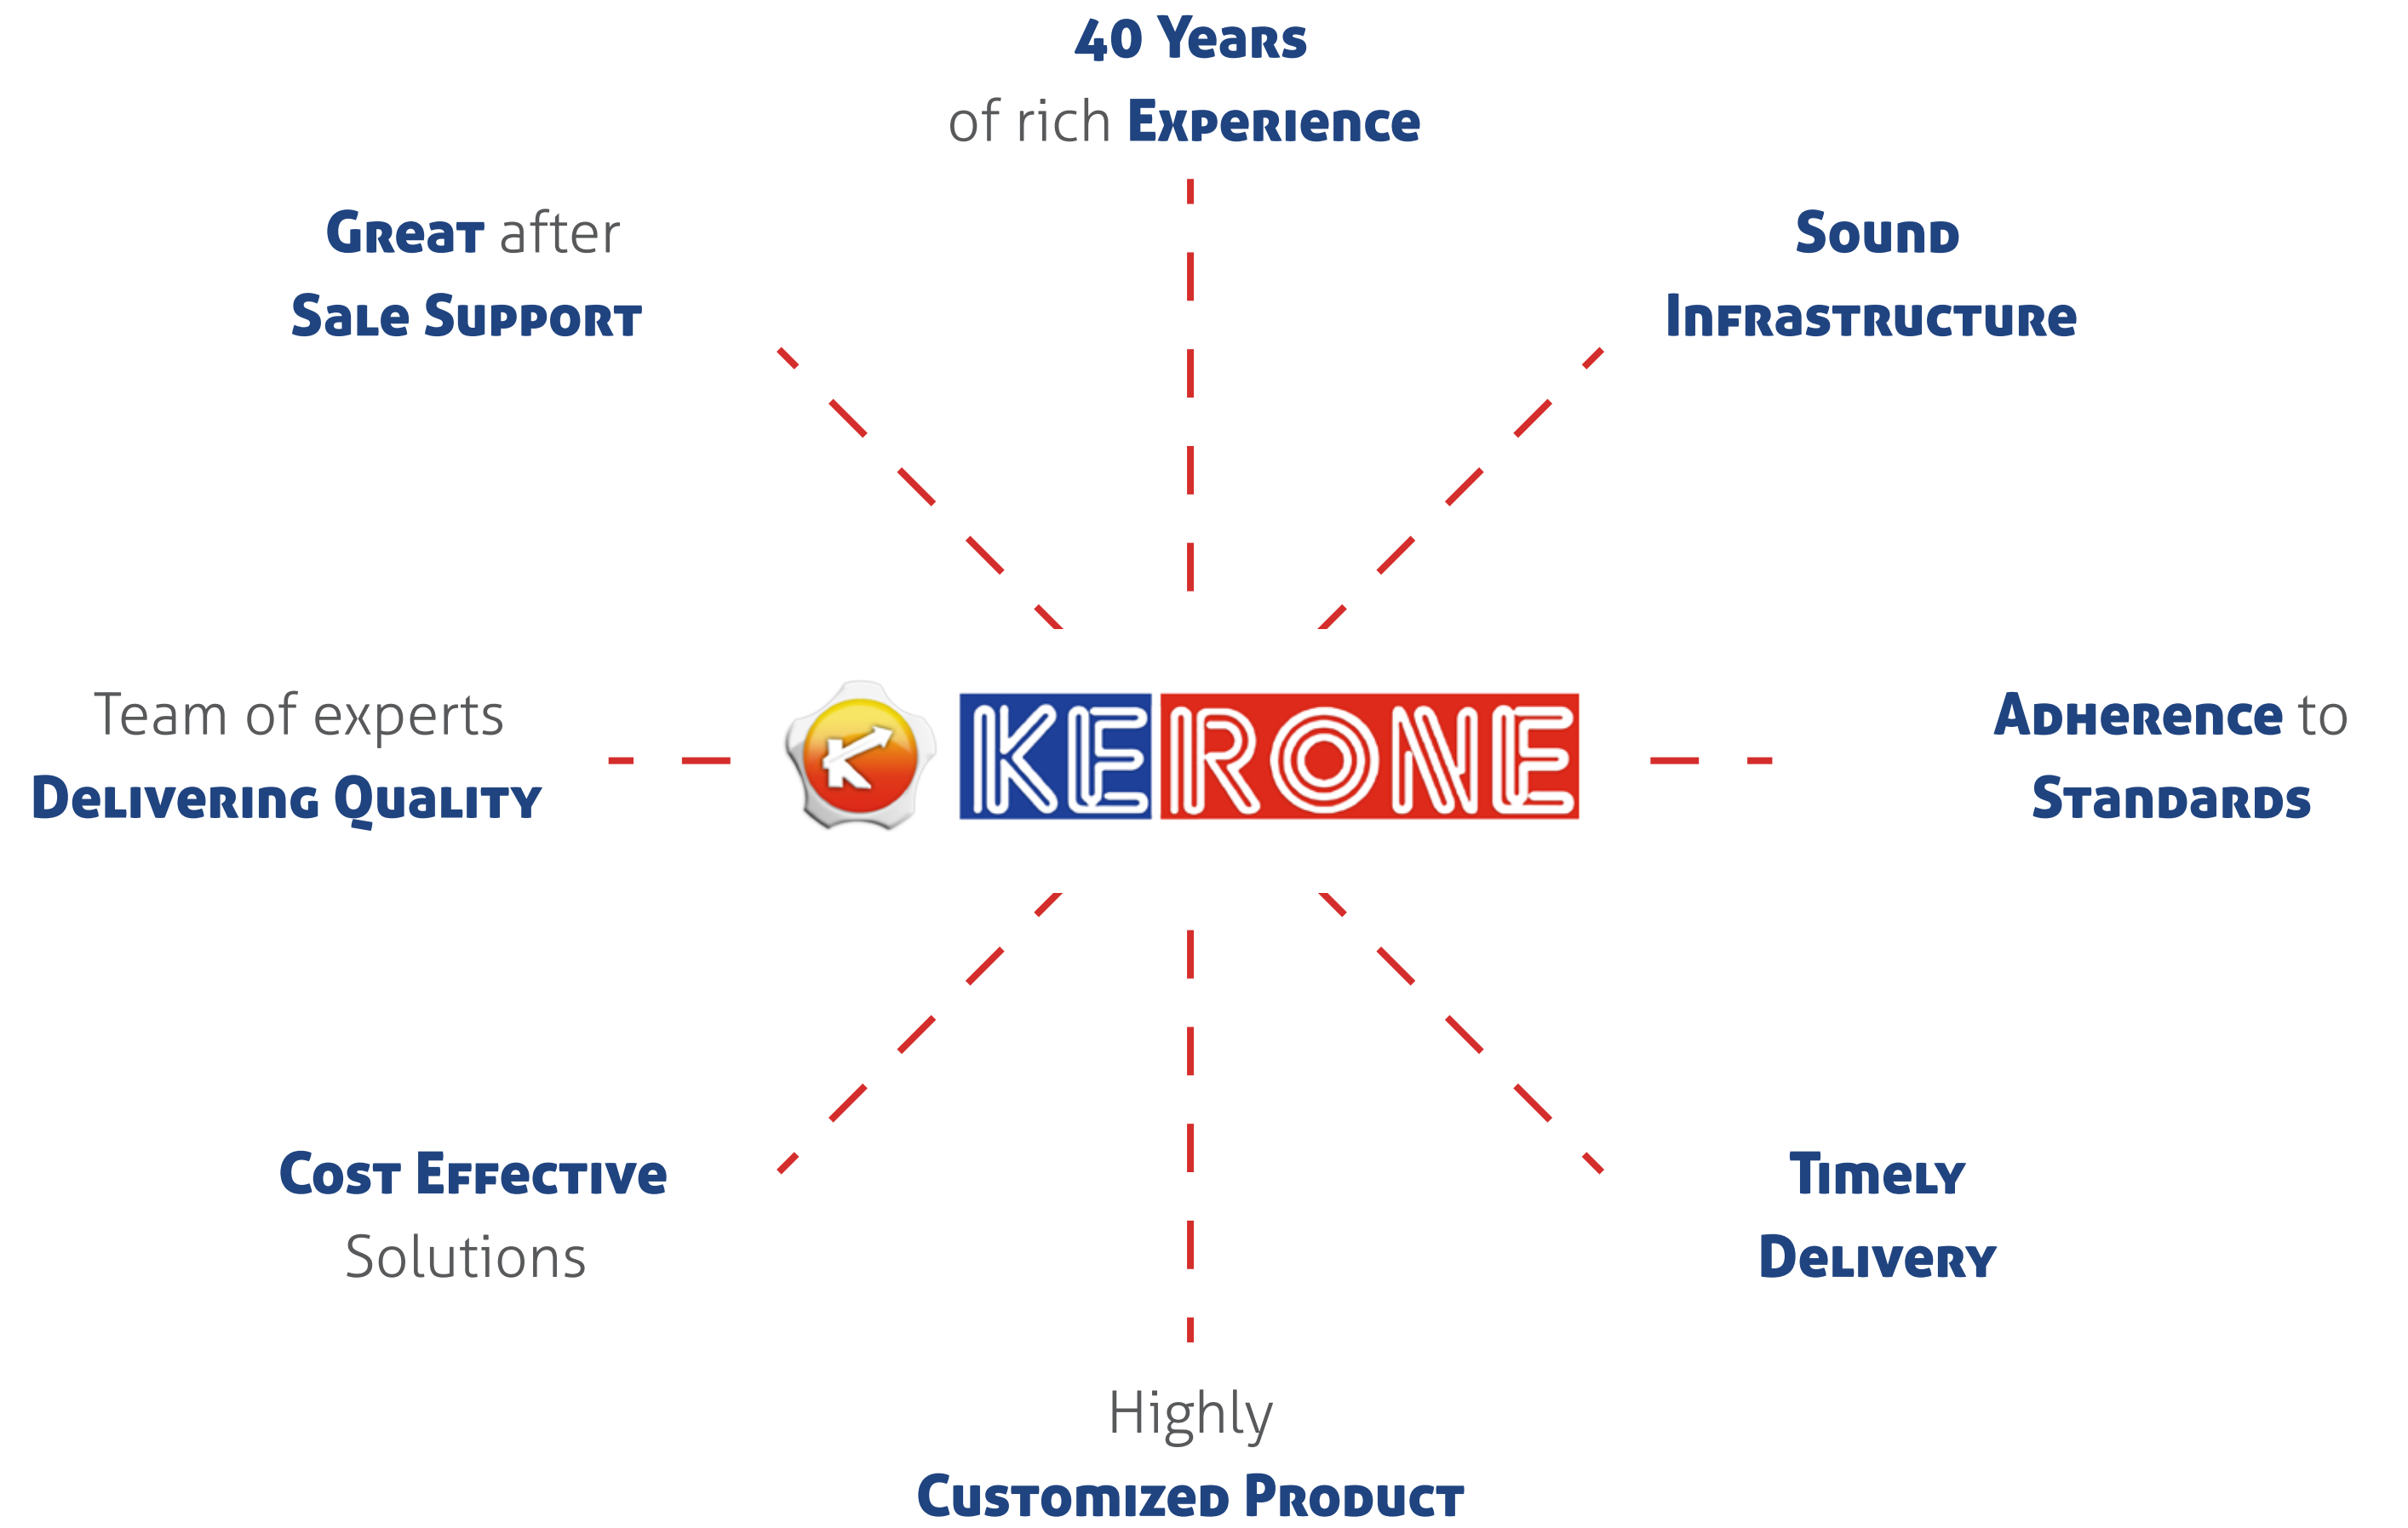 40 Years
of rich Experience
Great after
Sale Support
Sound
Infrastructure
Team of experts
Delivering Quality
K KERONE
Adherence to
Standards
Cost Effective
Solutions
Timely
Delivery
Highly
Customized Product